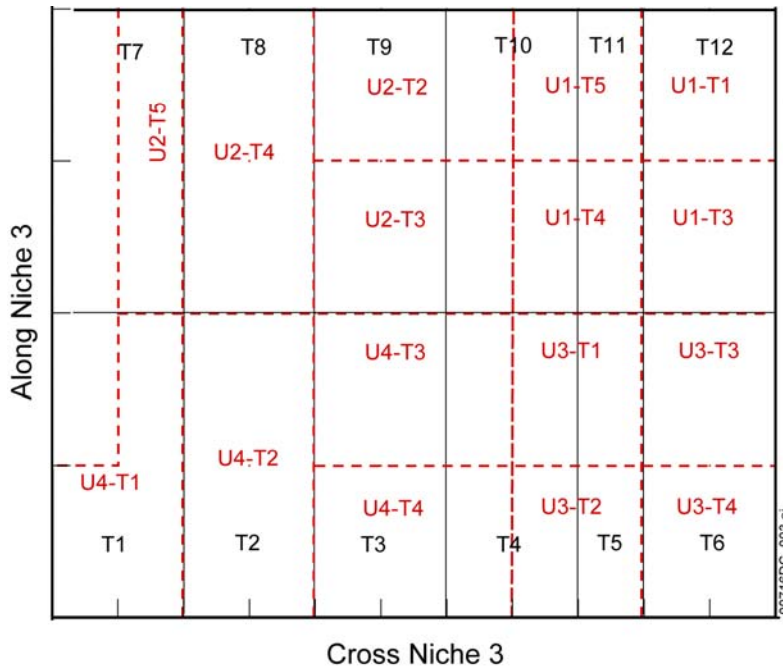 T7 T8 T9 T10 T11 T12
U2-T2 U1-T5 U1-T1
U2-T5
U2-T4
U2-T3 U1-T4 U1-T3
Along Niche 3
U4-T3 U3-T1 U3-T3
U4-T2
U4-T1
U4-T4 U3-T2 U3-T4
T1 T2 T3 T4 T5 T6
Cross Niche 3